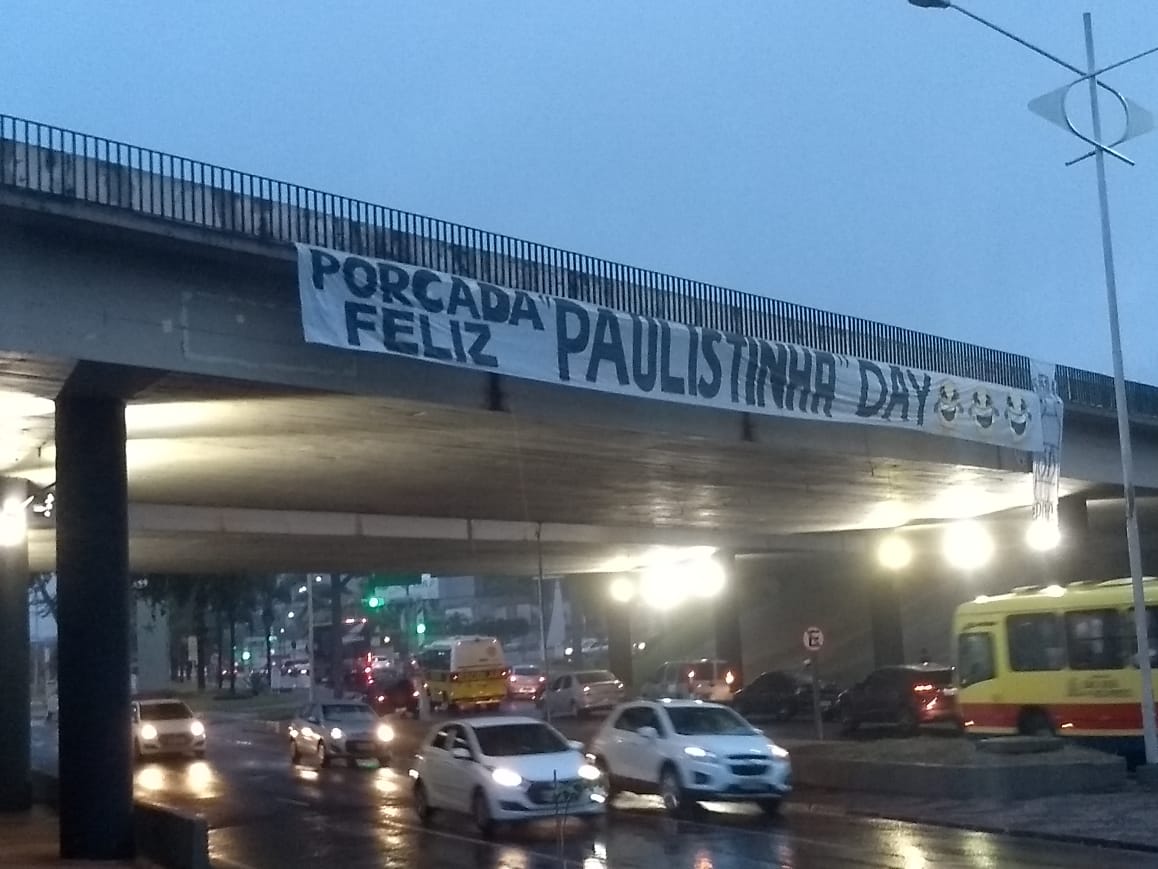 PORCADA
FELIZ
"PAULISTINHA" DAY
E